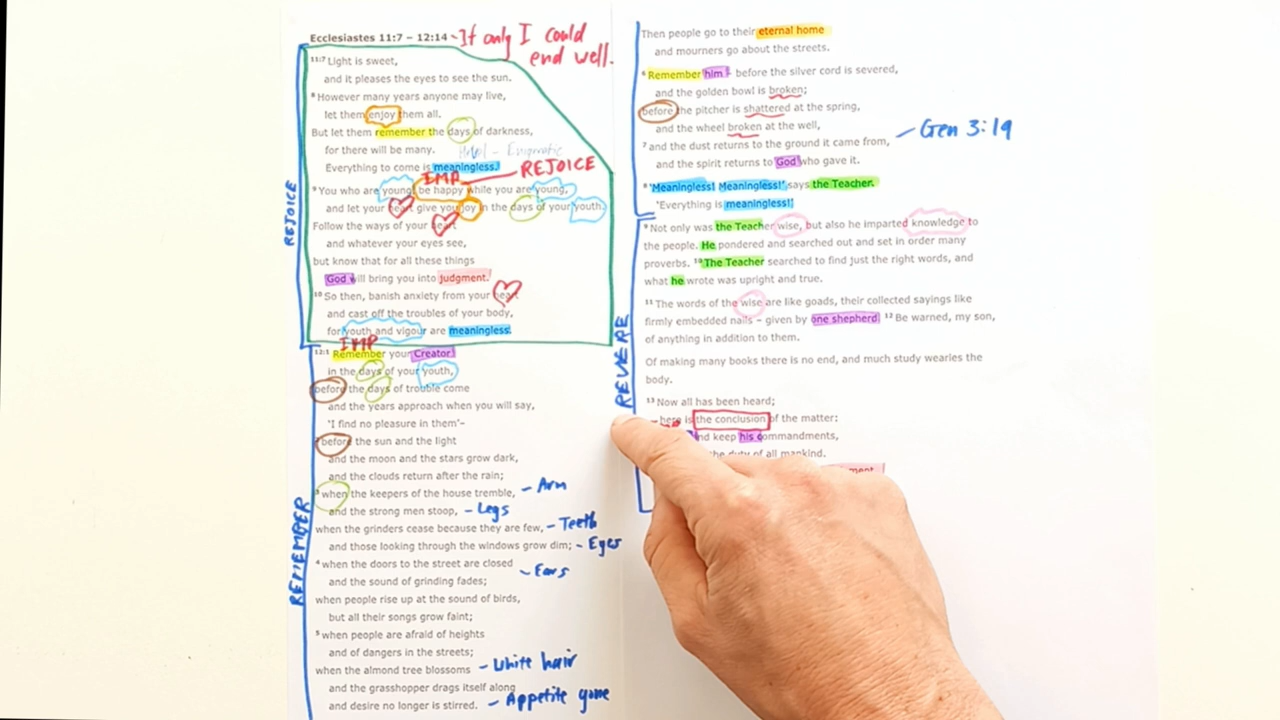 Ecclesiastes 11:7 – 12:14 - If only I could
end well.
11:7 Light is sweet,
and it pleases the eyes to see the sun.
8 However many years anyone may live,
let them enjoy them all.
But let them remember the days of darkness,
for there will be many.
Hevel - Enigmatic
Everything to come is meaningless.
IMP REJOICE
9 You who are young, be happy while you are young,
and let your heart give you joy in the days of your youth.
Follow the ways of your heart
and whatever your eyes see,
but know that for all these things
God will bring you into judgment.
10 So then, banish anxiety from your heart
and cast off the troubles of your body,
for youth and vigour are meaningless.
REJOICE
IMP
12:1 Remember your Creator
in the days of your youth,
before the days of trouble come
and the years approach when you will say,
'I find no pleasure in them'–
2 before the sun and the light
and the moon and the stars grow dark,
and the clouds return after the rain;
3 when the keepers of the house tremble, - Arm
and the strong men stoop, - Legs
when the grinders cease because they are few, - Teeth
and those looking through the windows grow dim; - Eyes
4 when the doors to the street are closed - Ears
and the sound of grinding fades;
when people rise up at the sound of birds,
but all their songs grow faint;
5 when people are afraid of heights
and of dangers in the streets;
when the almond tree blossoms - White hair
and the grasshopper drags itself along
and desire no longer is stirred. - Appetite gone
REMEMBER
Then people go to their eternal home
and mourners go about the streets.
6 Remember him – before the silver cord is severed,
and the golden bowl is broken;
before the pitcher is shattered at the spring,
and the wheel broken at the well,
7 and the dust returns to the ground it came from, - Gen 3:19
and the spirit returns to God who gave it.
8 'Meaningless! Meaningless!' says the Teacher.
'Everything is meaningless!'
9 Not only was the Teacher wise, but also he imparted knowledge to
the people. He pondered and searched out and set in order many
proverbs. 10 The Teacher searched to find just the right words, and
what he wrote was upright and true.
11 The words of the wise are like goads, their collected sayings like
firmly embedded nails – given by one shepherd. 12 Be warned, my son,
of anything in addition to them.
Of making many books there is no end, and much study wearies the
body.
13 Now all has been heard;
here is the conclusion of the matter:
nd keep his commandments,
the duty of all mankind.
ment
REVERE